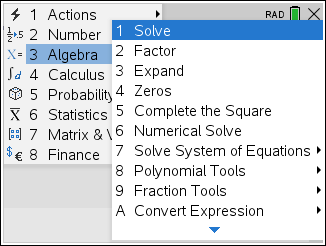 1 Actions
2 Number
3 Algebra
4 Calculus
5 Probability
6 Statistics
7 Matrix &
8 Finance
RAD
1 Solve
2 Factor
3 Expand
4 Zeros
5 Complete the Square
6 Numerical Solve
7 Solve System of Equations
8 Polynomial Tools
9 Fraction Tools
A Convert Expression